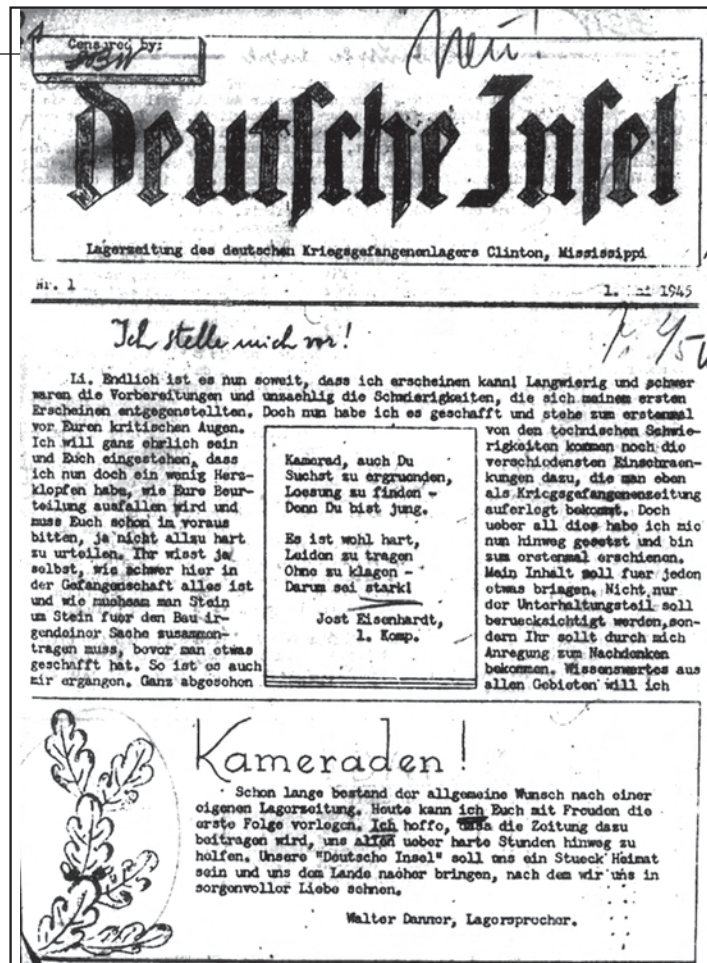 Censured by:
Neu!
Deutsche Insel
Lagerzeitung des deutschen Kriegsgefangenenlagers Clinton, Mississippi
Nr. 1
1. 1945
Ich stelle mich vor!
Li. Endlich ist es nun soweit, dass ich erscheinen kann! Langwierig und schwer
waren die Vorbereitungen und unzaehlig die Schwierigkeiten, die sich meinem ersten
Erscheinen entgegenstellten. Doch nun habe ich es geschafft und stehe zum erstenmal
vor Euren kritischen Augen.
Ich will ganz ehrlich sein
und Euch eingestehen, dass
ich nun doch ein wenig Herz-
klopfen habe, wie Eure Beur-
teilung ausfallen wird und
muss Euch schon im voraus
bitten, ja nicht allzu hart
zu urteilen. Ihr wisst ja
selbst, wie schwer hier in
der Gefangenschaft alles ist
und wie muehsam man Stein
um Stein fuer den Bau ir-
gendeiner Sache zusammen-
tragen muss, bevor man etwas
geschafft hat. So ist es auch
mir ergangen. Ganz abgesehen
Kamerad, auch Du
Suchst zu ergruenden,
Loesung zu finden -
Denn Du bist jung.
Es ist wohl hart,
Leiden zu tragen
Ohne zu klagen -
Darum sei stark!
Jost Eisenhardt,
1. Komp.
von den technischen Schwie-
rigkeiten kommen noch die
verschiedensten Einschraen-
kungen dazu, die man eben
als Kriegsgefangenenzeitung
auferlegt bekommt. Doch
ueber all dies habe ich mic
nun hinweg gesetzt und bin
zum erstenmal erschienen.
Mein Inhalt soll fuer jeden
etwas bringen. Nicht nur
der Unterhaltungsteil soll
beruecksichtigt werden, son-
dern Ihr sollt durch mich
Anregung zum Nachdenken
bekommen. Wissenswertes aus
allen Gebieten will ich
Kameraden!
Schon lange bestand der allgemeine Wunsch nach einer
eigenen Lagerzeitung. Heute kann ich Euch mit Freuden die
erste Folge vorlegen. Ich hoffe, dass die Zeitung dazu
beitragen wird, uns allen ueber harte Stunden hinweg zu
helfen. Unsere "Deutsche Insel" soll uns ein Stueck Heimat
sein und uns dem Lande naeher bringen, nach dem wir uns in
sorgenvoller Liebe sehnen.
Walter Danner, Lagersprecher.